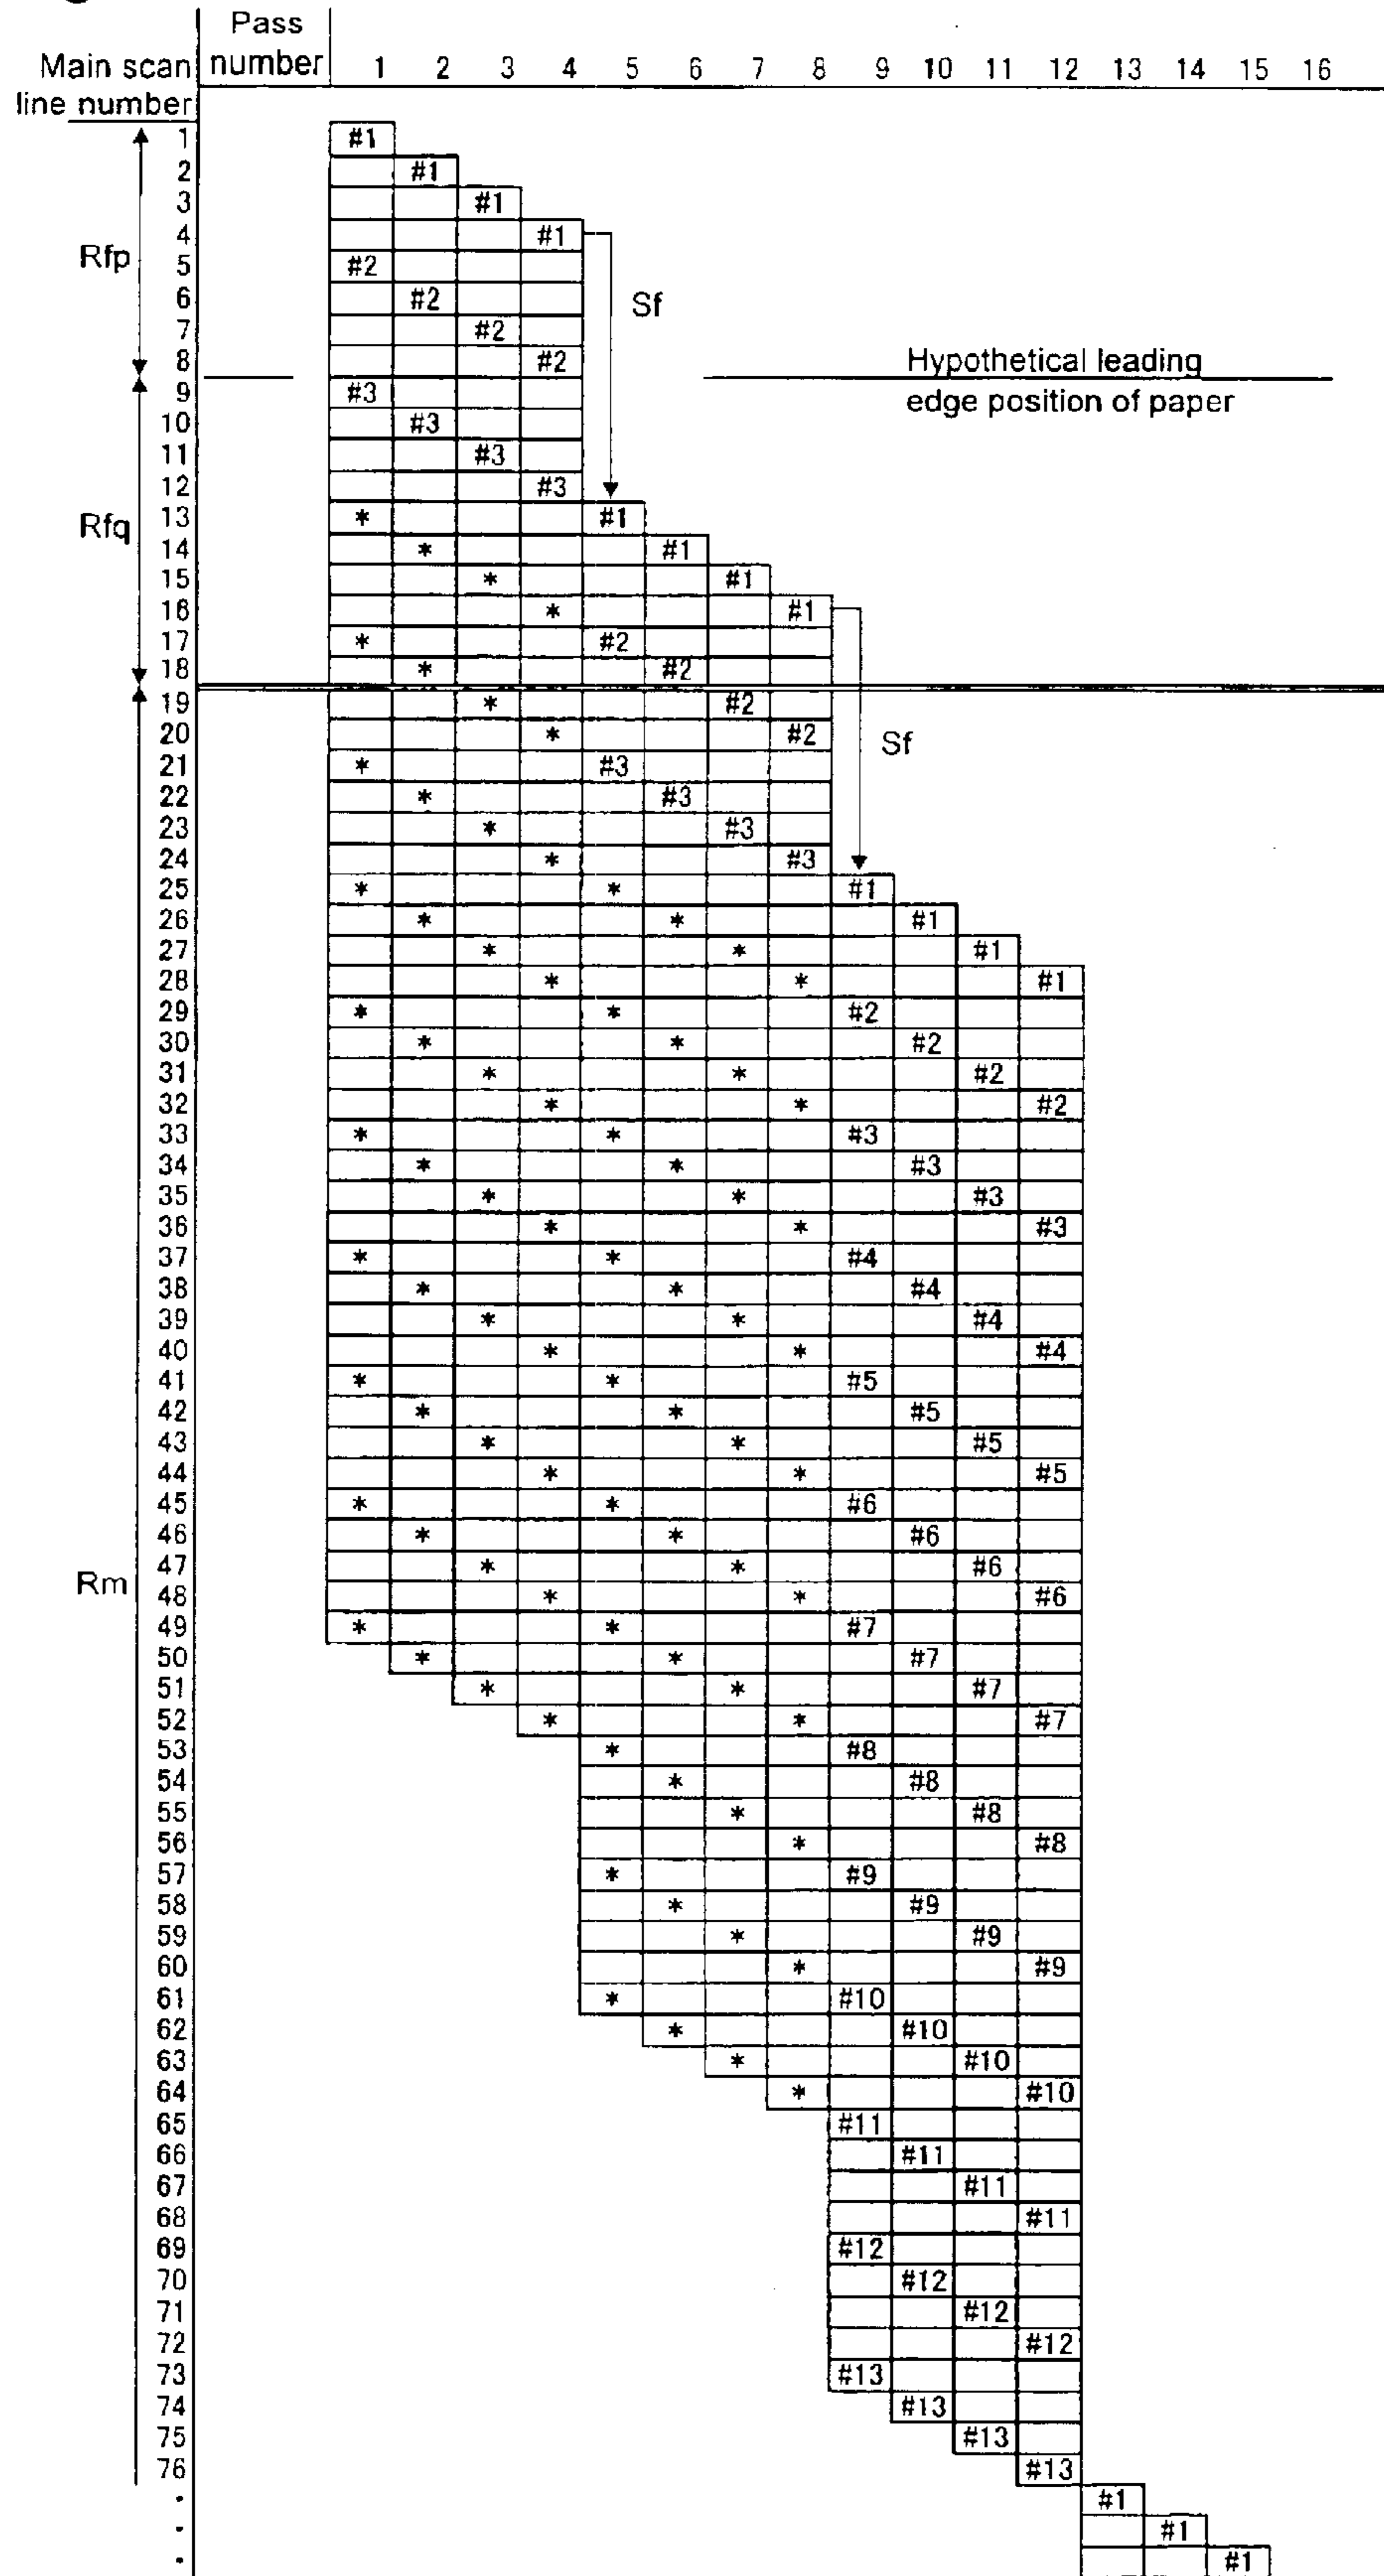 Pass
Main scan number 1 2 3 4 5 6 7 8 9 10 11 12 13 14 15 16
line number
1 #1
2 #1
3 #1
4 #1
Rfp 5 #2
6 #2 Sf
7 #2
8 #2 Hypothetical leading
9 #3 edge position of paper
10 #3
11 #3
12 #3
Rfq 13 * #1
14 * #1
15 * #1
16 * #1
17 * #2
18 * #2
19 * #2
20 * #2 Sf
21 * #3
22 * #3
23 * #3
24 * #3
25 * * #1
26 * * #1
27 * * #1
28 * * #1
29 * * #2
30 * * #2
31 * * #2
32 * * #2
33 * * #3
34 * * #3
35 * * #3
36 * * #3
37 * * #4
38 * * #4
39 * * #4
40 * * #4
41 * * #5
42 * * #5
43 * * #5
44 * * #5
45 * * #6
46 * * #6
47 * * #6
Rm 48 * * #6
49 * * #7
50 * * #7
51 * * #7
52 * * #7
53 * #8
54 * #8
55 * #8
56 * #8
57 * #9
58 * #9
59 * #9
60 * #9
61 * #10
62 * #10
63 * #10
64 * #10
65 #11
66 #11
67 #11
68 #11
69 #12
70 #12
71 #12
72 #12
73 #13
74 #13
75 #13
76 #13
· #1
· #1
· #1